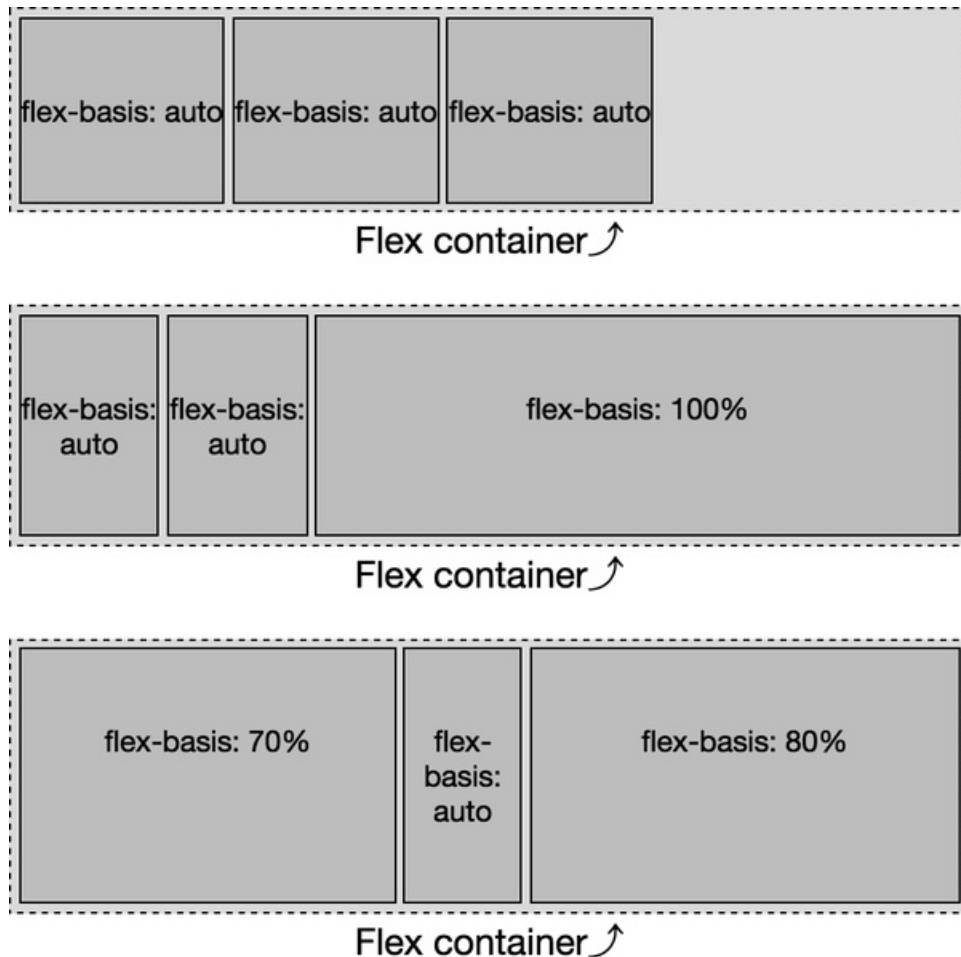 flex-basis: auto flex-basis: auto flex-basis: auto
Flex container
flex-basis:
auto
flex-basis:
auto
flex-basis: 100%
Flex container
flex-basis: 70%
flex-
basis:
auto
flex-basis: 80%
Flex container